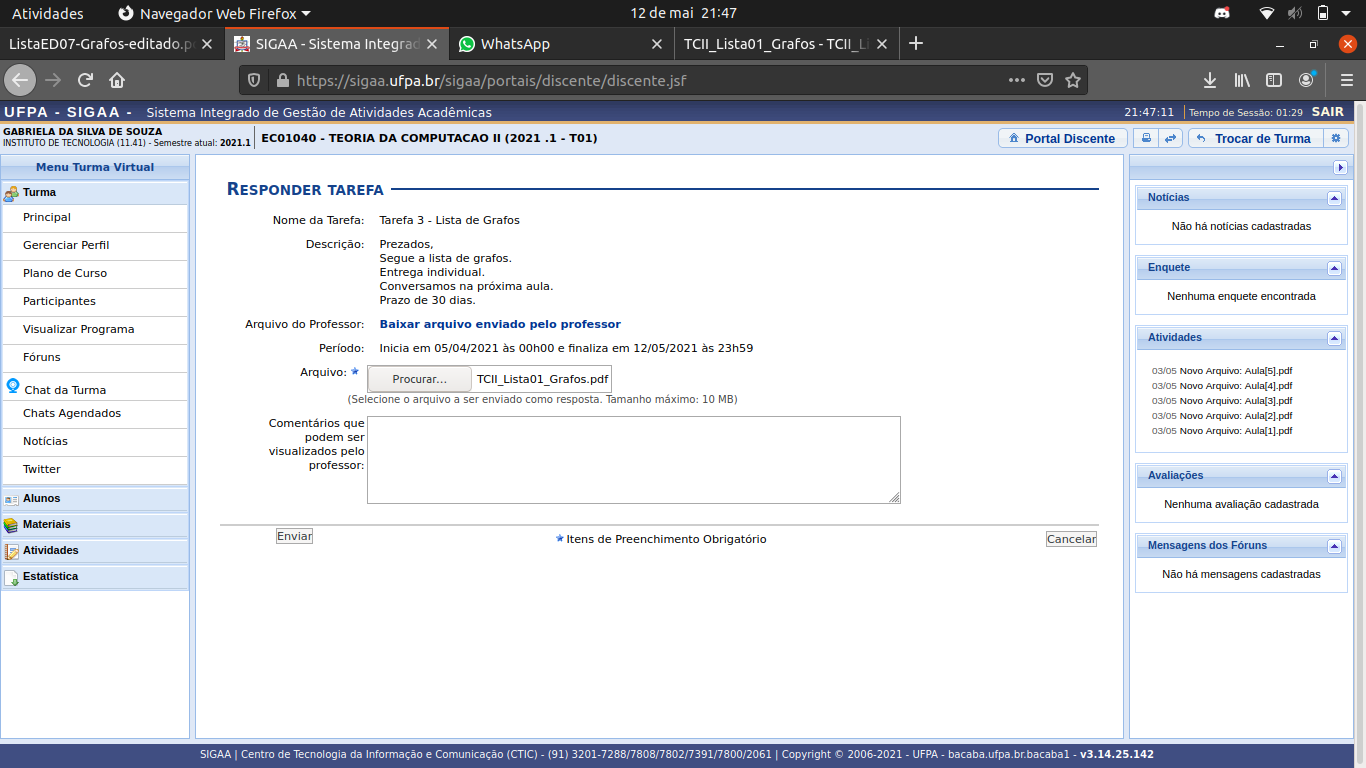 Atividades Navegador Web Firefox 12 de mai 21:47
ListaED07-Grafos-editado.p SIGAA - Sistema Integrad WhatsApp TCII_Lista01_Grafos - TCII_L
https://sigaa.ufpa.br/sigaa/portais/discente/discente.jsf
UFPA - SIGAA - Sistema Integrado de Gestão de Atividades Acadêmicas 21:47:11 Tempo de Sessão: 01:29 SAIR
GABRIELA DA SILVA DE SOUZA
INSTITUTO DE TECNOLOGIA (11.41) - Semestre atual: 2021.1
EC01040 - TEORIA DA COMPUTACAO II (2021 .1 - T01)
Portal Discente
Trocar de Turma
Menu Turma Virtual
Turma
Principal
Gerenciar Perfil
Plano de Curso
Participantes
Visualizar Programa
Fóruns
Chat da Turma
Chats Agendados
Notícias
Twitter
Alunos
Materiais
Atividades
Estatística
RESPONDER TAREFA
Nome da Tarefa: Tarefa 3 - Lista de Grafos
Descrição: Prezados,
Segue a lista de grafos.
Entrega individual.
Conversamos na próxima aula.
Prazo de 30 dias.
Arquivo do Professor: Baixar arquivo enviado pelo professor
Período: Inicia em 05/04/2021 às 00h00 e finaliza em 12/05/2021 às 23h59
Arquivo: Procurar... TCII_Lista01_Grafos.pdf
(Selecione o arquivo a ser enviado como resposta. Tamanho máximo: 10 MB)
Comentários que
podem ser
visualizados pelo
professor:
Enviar Itens de Preenchimento Obrigatório Cancelar
Notícias
Não há notícias cadastradas
Enquete
Nenhuma enquete encontrada
Atividades
03/05 Novo Arquivo: Aula[5].pdf
03/05 Novo Arquivo: Aula[4].pdf
03/05 Novo Arquivo: Aula[3].pdf
03/05 Novo Arquivo: Aula[2].pdf
03/05 Novo Arquivo: Aula[1].pdf
Avaliações
Nenhuma avaliação cadastrada
Mensagens dos Fóruns
Não há mensagens cadastradas
SIGAA | Centro de Tecnologia da Informação e Comunicação (CTIC) - (91) 3201-7288/7808/7802/7391/7800/2061 | Copyright © 2006-2021 - UFPA - bacaba.ufpa.br.bacaba1 - v3.14.25.142